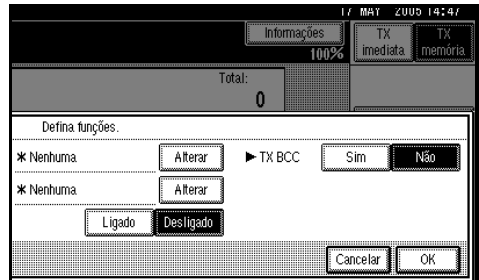 17 MAY 2005 14:47
Informações TX TX
100% imediata memória
Total:
0
Defina funções.
* Nenhuma Alterar ► TX BCC Sim Não
* Nenhuma Alterar
Ligado Desligado
Cancelar OK